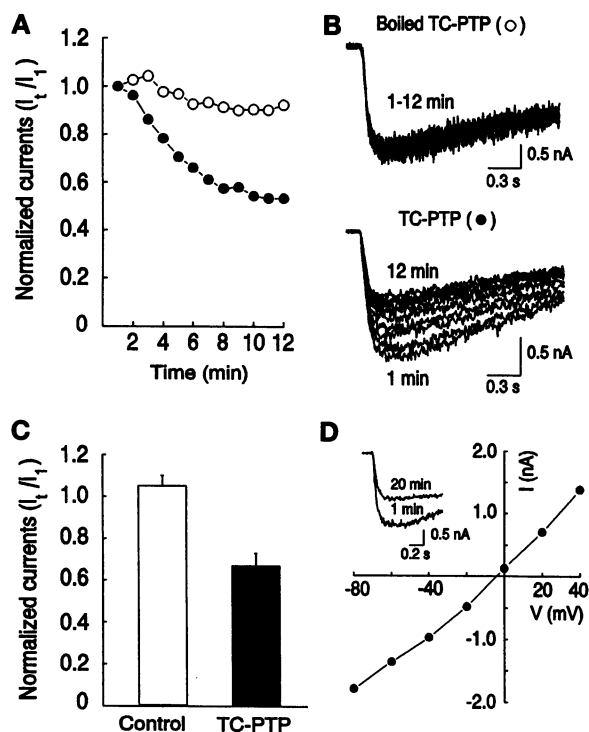 A
Normalized currents (It/I1)
1.2
1.0
0.8
0.6
0.4
0.2
0
2 4 6 8 10 12
Time (min)
B
Boiled TC-PTP (○)
1-12 min
0.5 nA
0.3 s
TC-PTP (●)
12 min
1 min
0.5 nA
0.3 s
C
Normalized currents (It/I1)
1.2
1.0
0.8
0.6
0.4
0.2
0
Control TC-PTP
D
20 min
1 min
0.5 nA
0.2 s
I (nA)
2.0
1.0
-80 -40 0 20 40
V (mV)
-1.0
-2.0